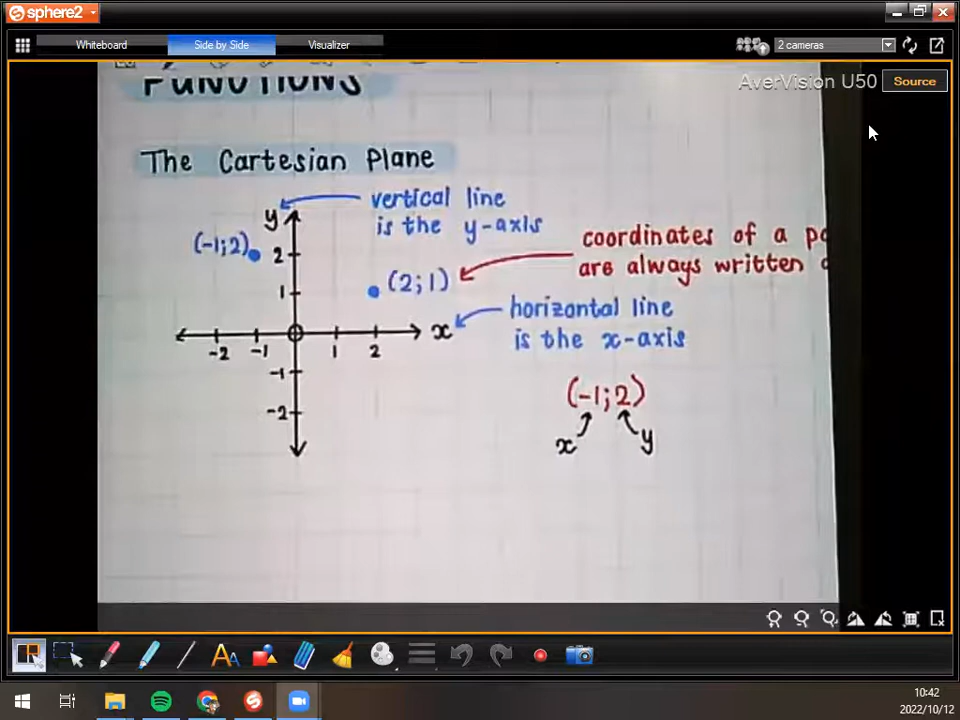 sphere2
Whiteboard
Side by Side
Visualizer
2 cameras
AverVision U50
Source
FUNCTIONS
The Cartesian Plane
vertical line
is the y-axis
y
(-1;2)
2
coordinates of a
are always written
(2;1)
1
horizontal line
is the x-axis
x
-2
-1
1
2
-1
-2
(-1;2)
x
y
10:42
2022/10/12